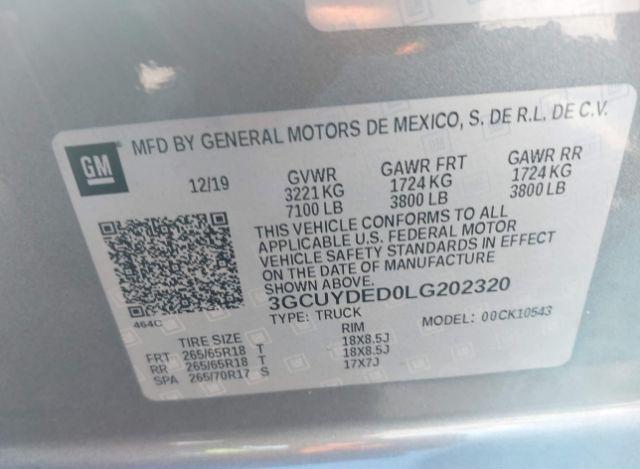 GM
MFD BY GENERAL MOTORS DE MEXICO, S. DE R.L. DE C.V.
12/19
GVWR
3221 KG
7100 LB
GAWR FRT
1724 KG
3800 LB
GAWR RR
1724 KG
3800 LB
THIS VEHICLE CONFORMS TO ALL
APPLICABLE U.S. FEDERAL MOTOR
VEHICLE SAFETY STANDARDS IN EFFECT
ON THE DATE OF MANUFACTURE
SHOWN ABOVE.
3GCUYDED0LG202320
TYPE: TRUCK
MODEL: 00CK10543
464C
TIRE SIZE RIM
FRT 265/65R18 T 18X8.5J
RR 265/65R18 T 18X8.5J
SPA 265/70R17 S 17X7J